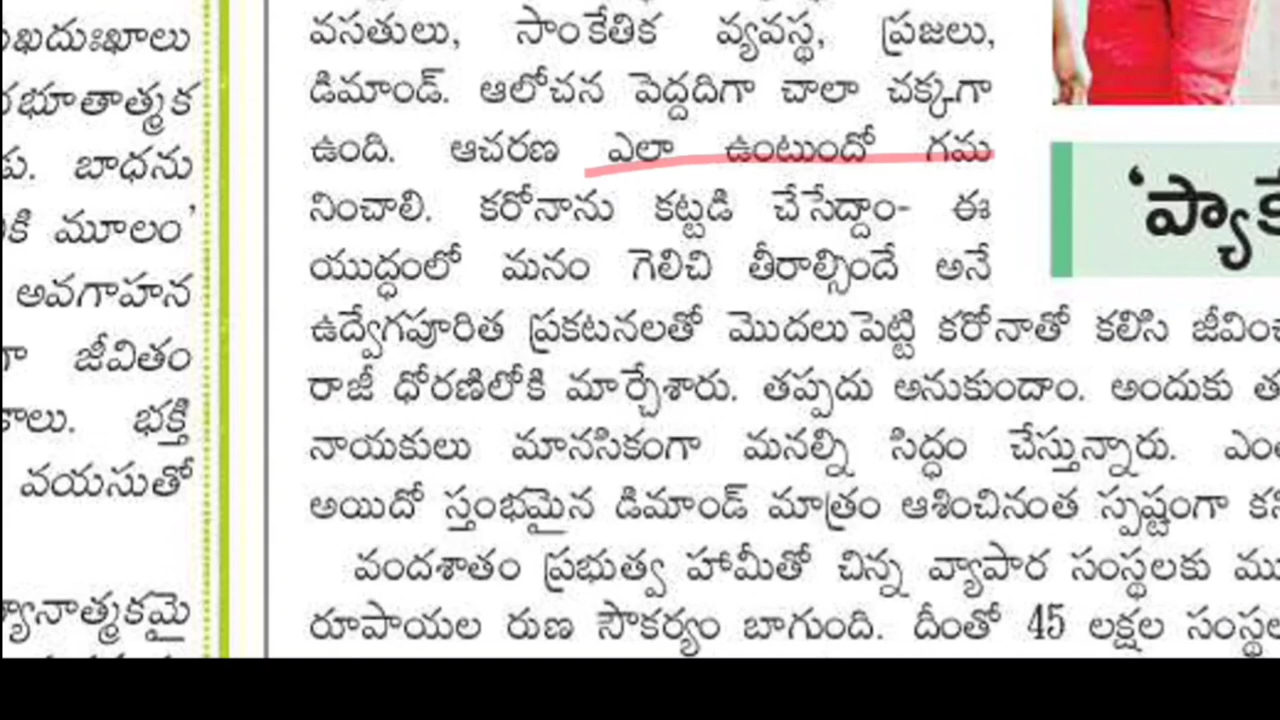 దుఃఖాలు
భూతాత్మక
బాధను
కి మూలం'
అవగాహన
జీవితం
భక్తి
వయసుతో
వసతులు, సాంకేతిక వ్యవస్థ, ప్రజలు,
డిమాండ్. ఆలోచన పెద్దదిగా చాలా చక్కగా
ఉంది. ఆచరణ ఎలా ఉంటుందో గమ
నించాలి. కరోనాను కట్టడి చేసేద్దాం- ఈ
యుద్ధంలో మనం గెలిచి తీరాల్సిందే అనే
ఉద్వేగపూరిత ప్రకటనలతో మొదలుపెట్టి కరోనాతో కలిసి
రాజీ ధోరణిలోకి మార్చేశారు. తప్పదు అనుకుందాం. అందుకు
నాయకులు మానసికంగా మనల్ని సిద్ధం చేస్తున్నారు.
అయిదో స్తంభమైన డిమాండ్ మాత్రం ఆశించినంత స్పష్టంగా
వందశాతం ప్రభుత్వ హామీతో చిన్న వ్యాపార సంస్థలకు
రూపాయల రుణ సౌకర్యం బాగుంది. దీంతో 45 లక్షల